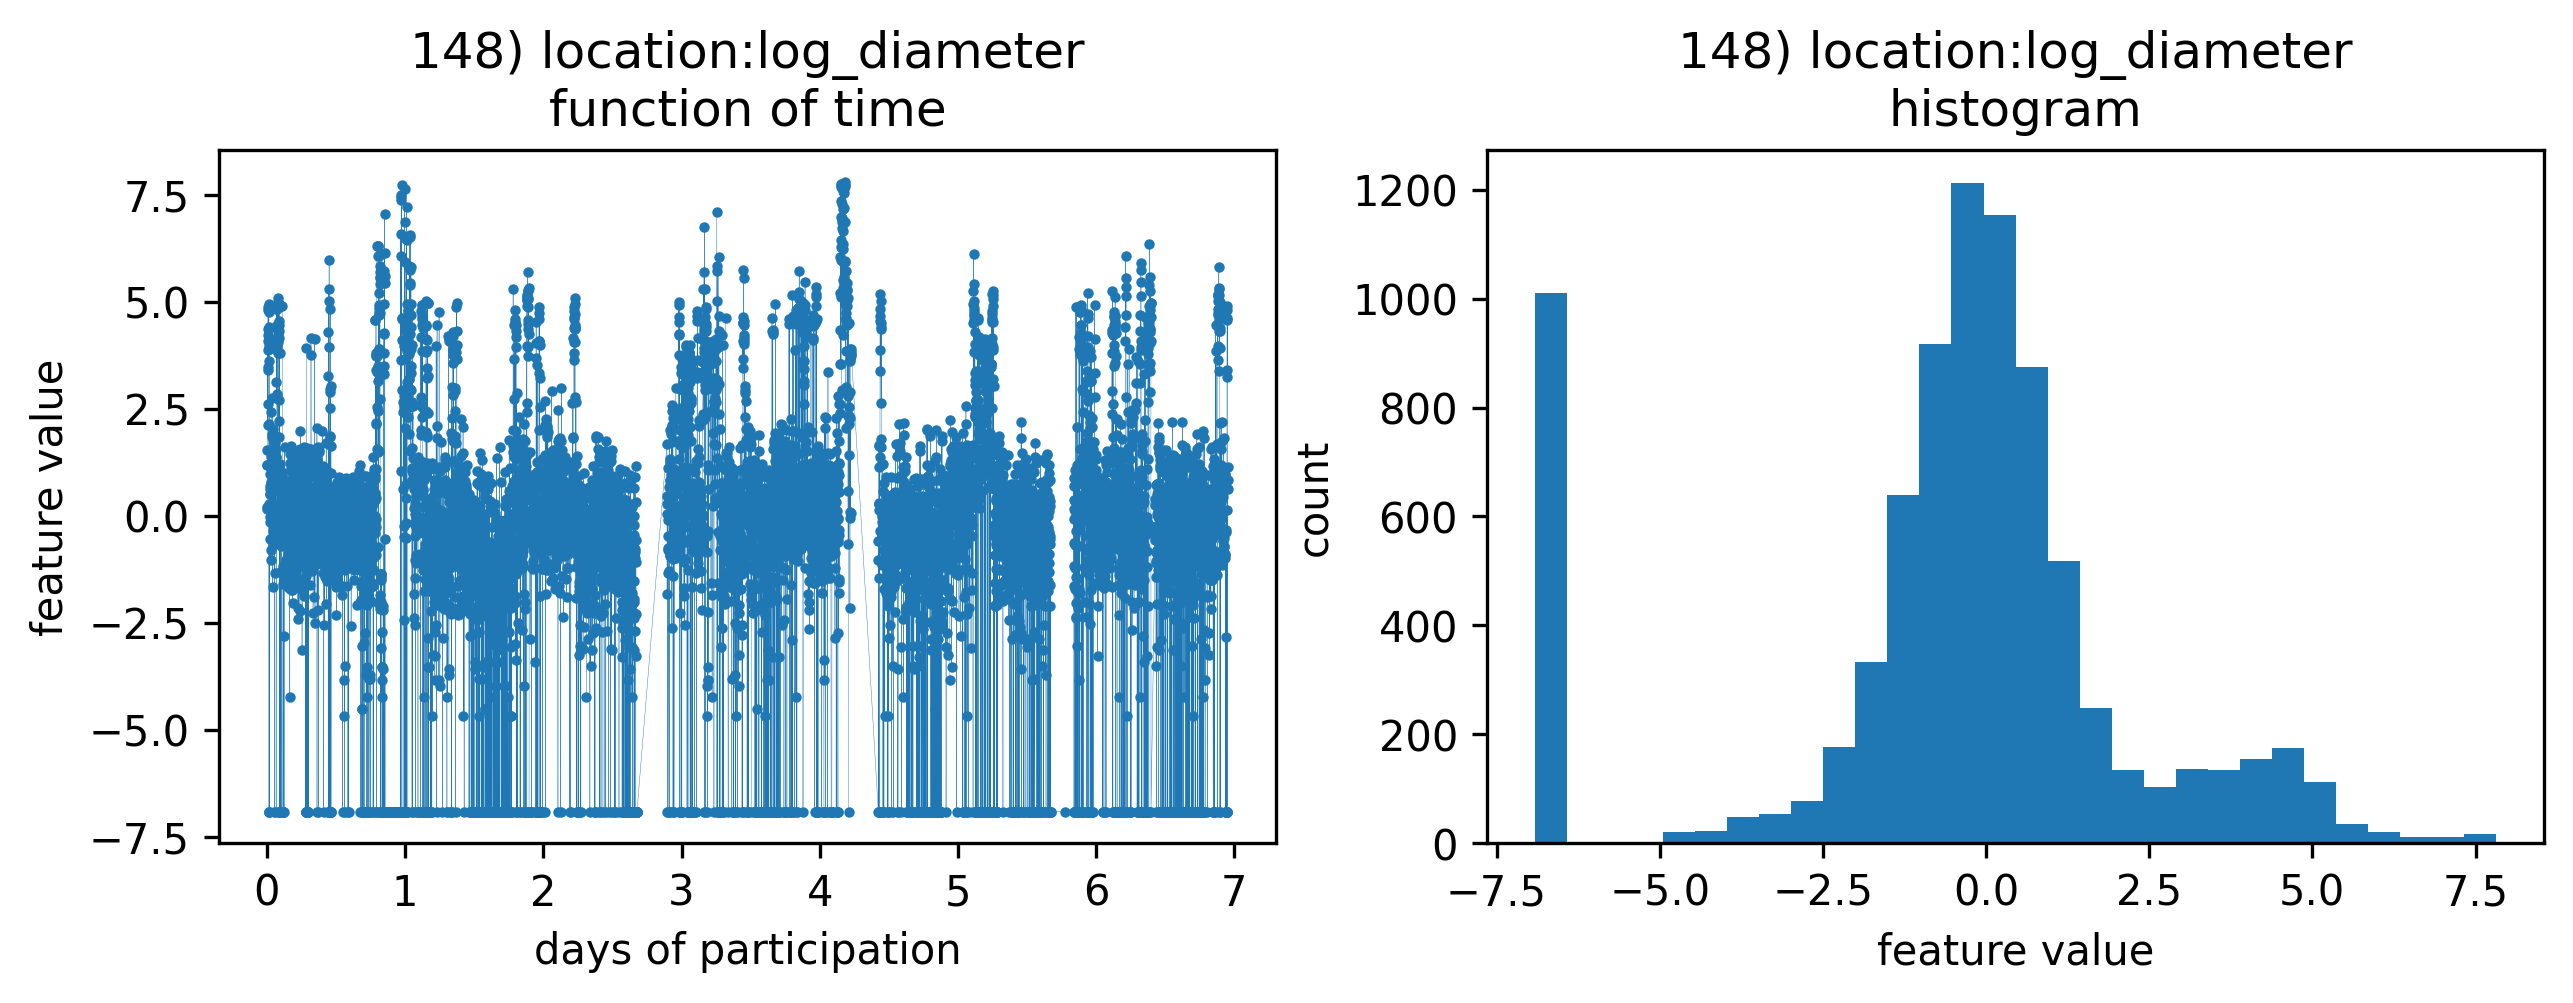 148) location:log_diameter
function of time
7.5
5.0
2.5
0.0
−2.5
−5.0
−7.5
feature value
0 1 2 3 4 5 6 7
days of participation
148) location:log_diameter
histogram
1200
1000
800
600
400
200
0
count
−7.5 −5.0 −2.5 0.0 2.5 5.0 7.5
feature value